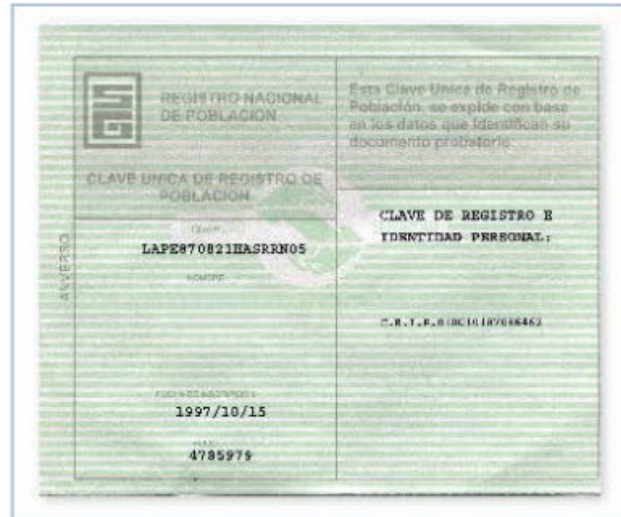 REGISTRO NACIONAL
DE POBLACION
CLAVE UNICA DE REGISTRO DE
POBLACION
CLAVE
LAPE870821HASRRN05
NOMBRE
1997/10/15
FOLIO
4785979
ANVERSO
Esta Clave Unica de Registro de
Población, se expide con base
en los datos que identifican su
documento probatorio.
CLAVE DE REGISTRO E
IDENTIDAD PERSONAL: